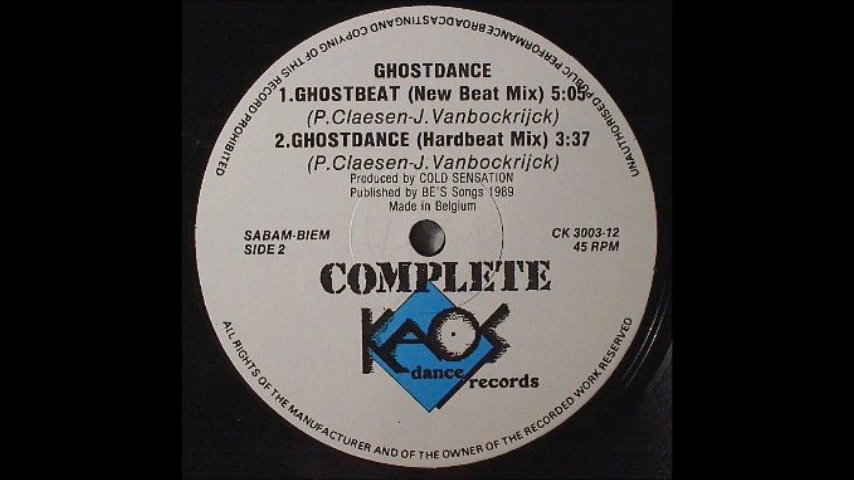 UNAUTHORISED PUBLIC PERFORMANCE BROADCASTING AND COPYING OF THIS RECORD PROHIBITED
GHOSTDANCE
1.GHOSTBEAT (New Beat Mix) 5:05
(P.Claesen-J.Vanbockrijck)
2.GHOSTDANCE (Hardbeat Mix) 3:37
(P.Claesen-J.Vanbockrijck)
Produced by COLD SENSATION
Published by BE'S Songs 1989
Made in Belgium
SABAM-BIEM
SIDE 2
CK 3003-12
45 RPM
COMPLETE
KAOS
dance
records
ALL RIGHTS OF THE MANUFACTURER AND OF THE OWNER OF THE RECORDED WORK RESERVED